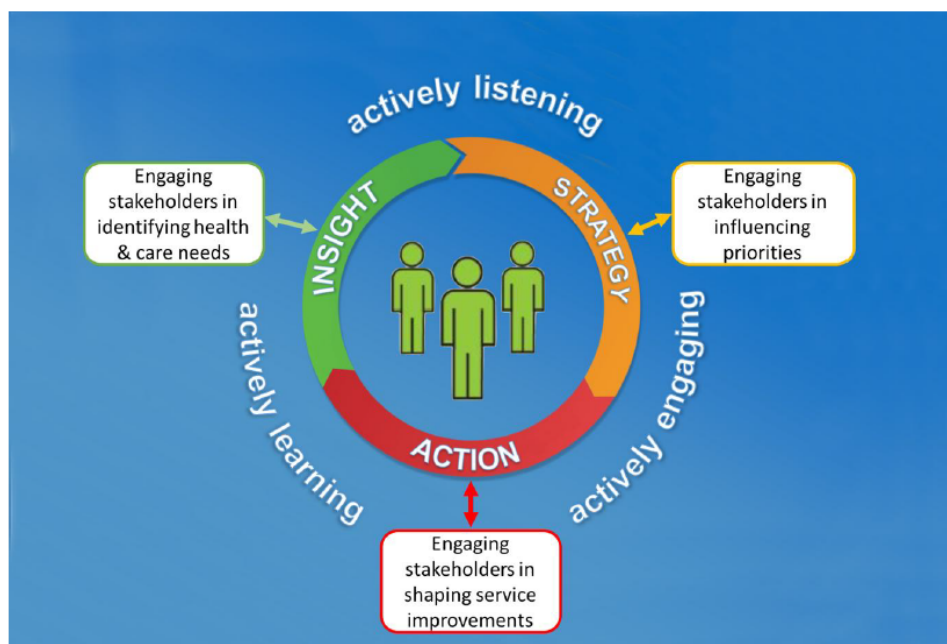 actively listening
Engaging
stakeholders in
identifying health
& care needs
INSIGHT
STRATEGY
Engaging
stakeholders in
influencing
priorities
actively learning
ACTION
actively engaging
Engaging
stakeholders in
shaping service
improvements